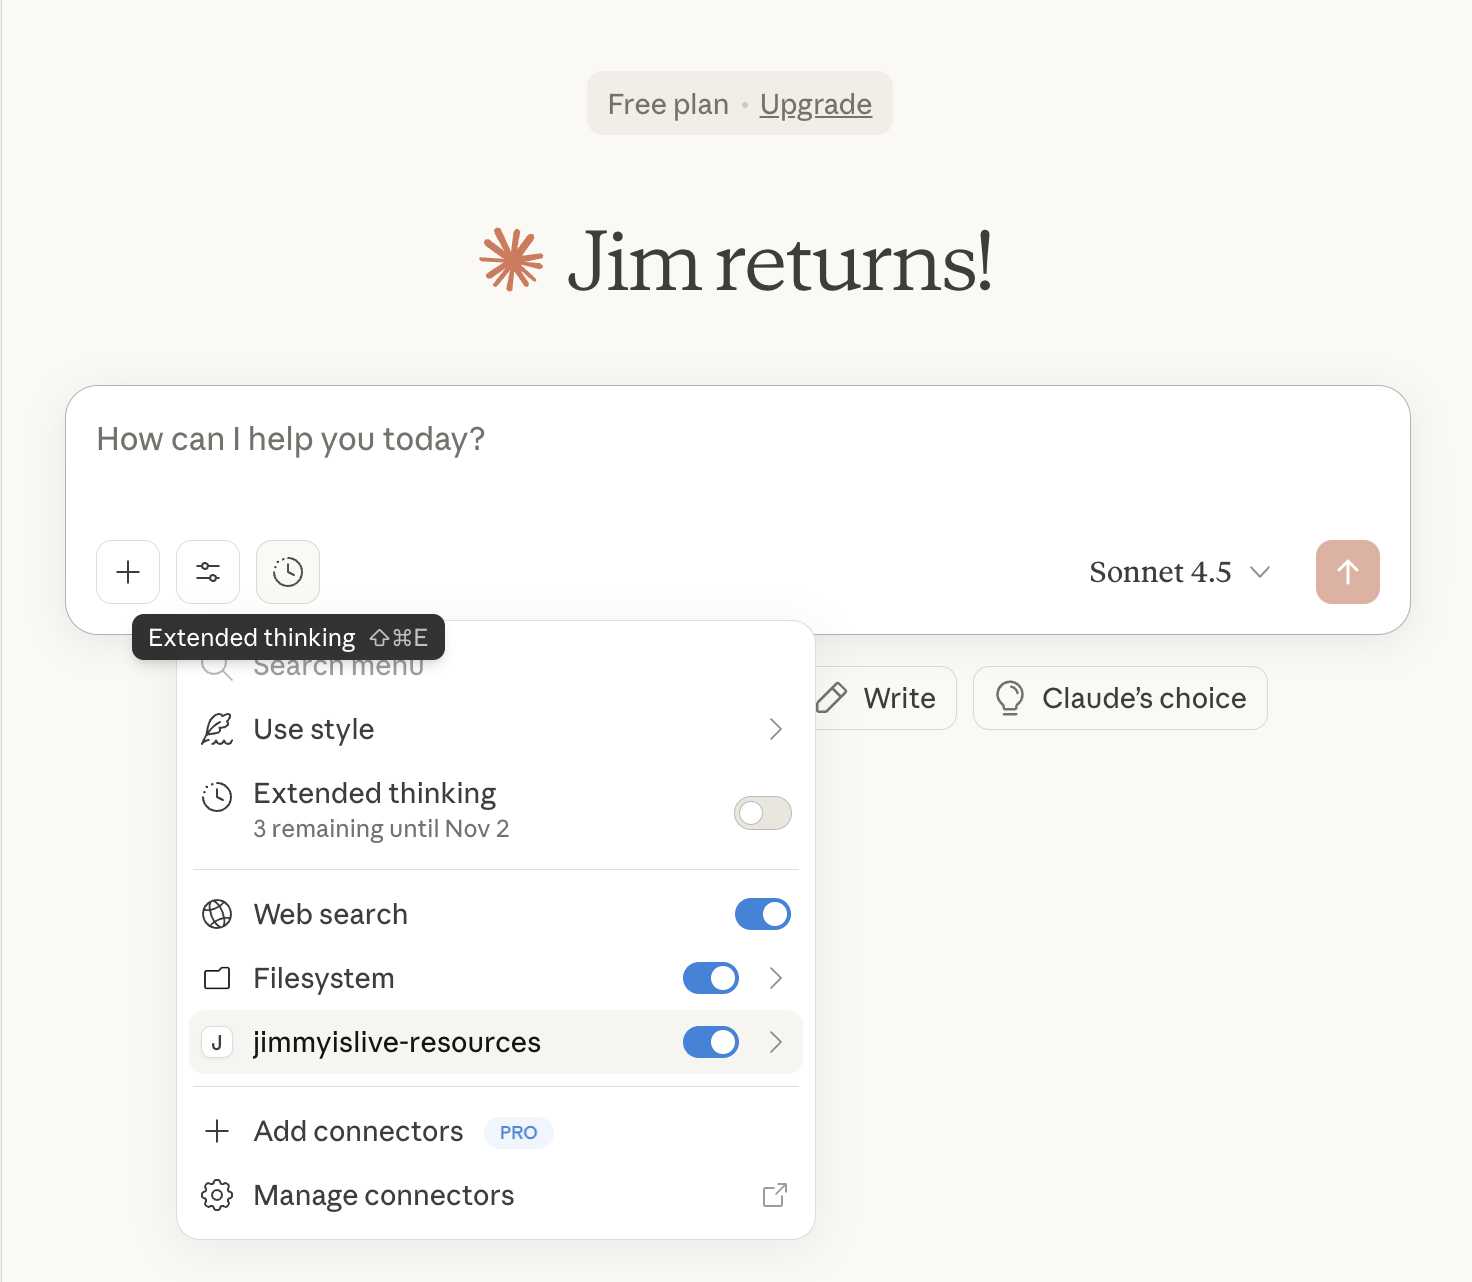 Free plan • Upgrade
Jim returns!
How can I help you today?
Sonnet 4.5
Extended thinking ⇧⌘E
Search menu
Write
Claude’s choice
Use style
Extended thinking
3 remaining until Nov 2
Web search
Filesystem
J jimmyislive-resources
Add connectors PRO
Manage connectors